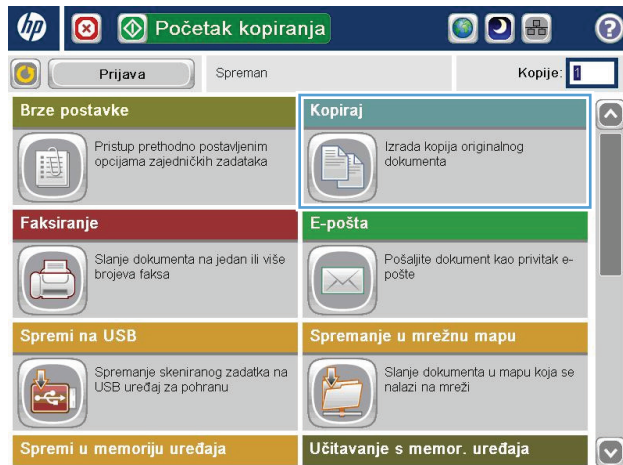 hp
Početak kopiranja
?
Prijava
Spreman
Kopije: 1
Brze postavke
Pristup prethodno postavljenim
opcijama zajedničkih zadataka
Kopiraj
Izrada kopija originalnog
dokumenta
Faksiranje
Slanje dokumenta na jedan ili više
brojeva faksa
E-pošta
Pošaljite dokument kao privitak e-
pošte
Spremi na USB
Spremanje skeniranog zadatka na
USB uređaj za pohranu
Spremanje u mrežnu mapu
Slanje dokumenta u mapu koja se
nalazi na mreži
Spremi u memoriju uređaja
Učitavanje s memor. uređaja